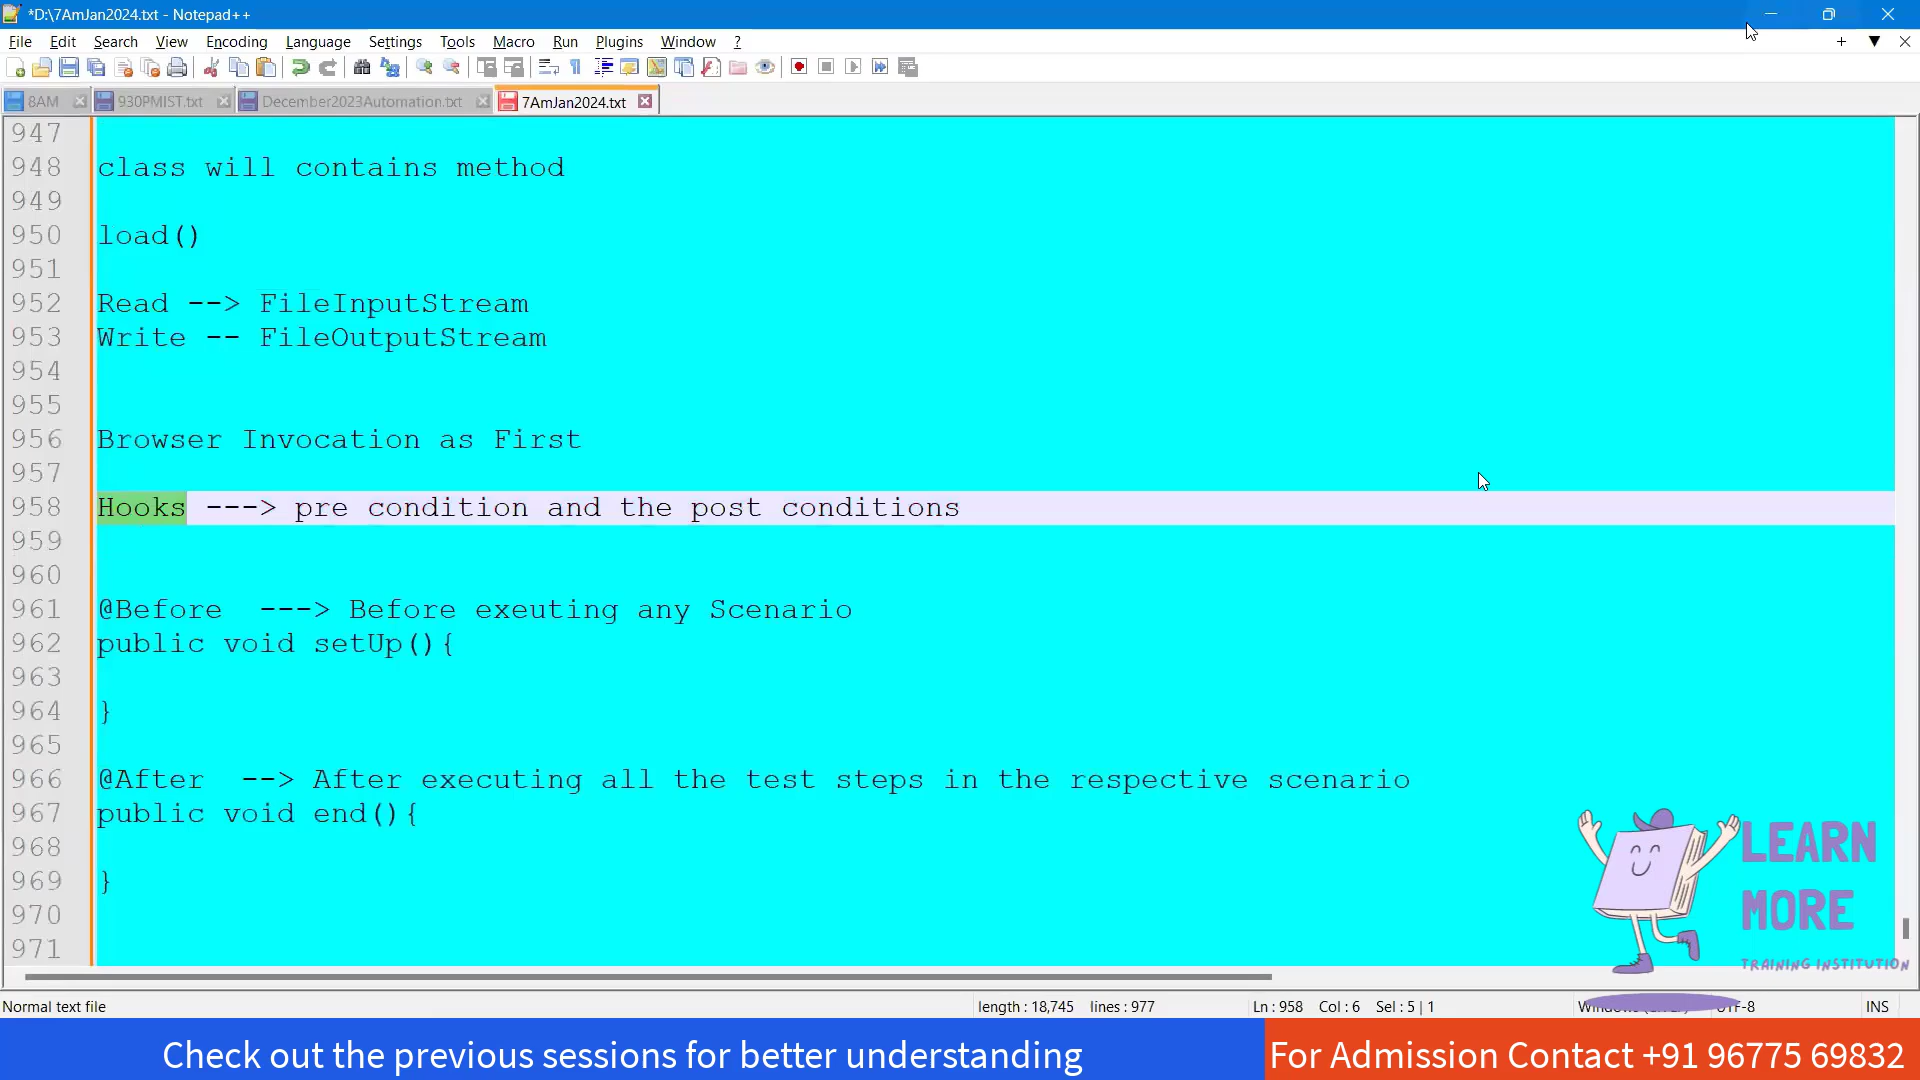 *D:\7AmJan2024.txt - Notepad++
File Edit Search View Encoding Language Settings Tools Macro Run Plugins Window ?
8AM 930PMIST.txt December2023Automation.txt 7AmJan2024.txt
947
948 class will contains method
949
950 load()
951
952 Read --> FileInputStream
953 Write -- FileOutputStream
954
955
956 Browser Invocation as First
957
958 Hooks ---> pre condition and the post conditions
959
960
961 @Before ---> Before exeuting any Scenario
962 public void setUp(){
963
964 }
965
966 @After --> After executing all the test steps in the respective scenario
967 public void end(){
968
969 }
970
971
LEARN
MORE
TRAINING INSTITUTION
Normal text file length : 18,745 lines : 977 Ln : 958 Col : 6 Sel : 5 | 1 INS
Check out the previous sessions for better understanding
For Admission Contact +91 96775 69832